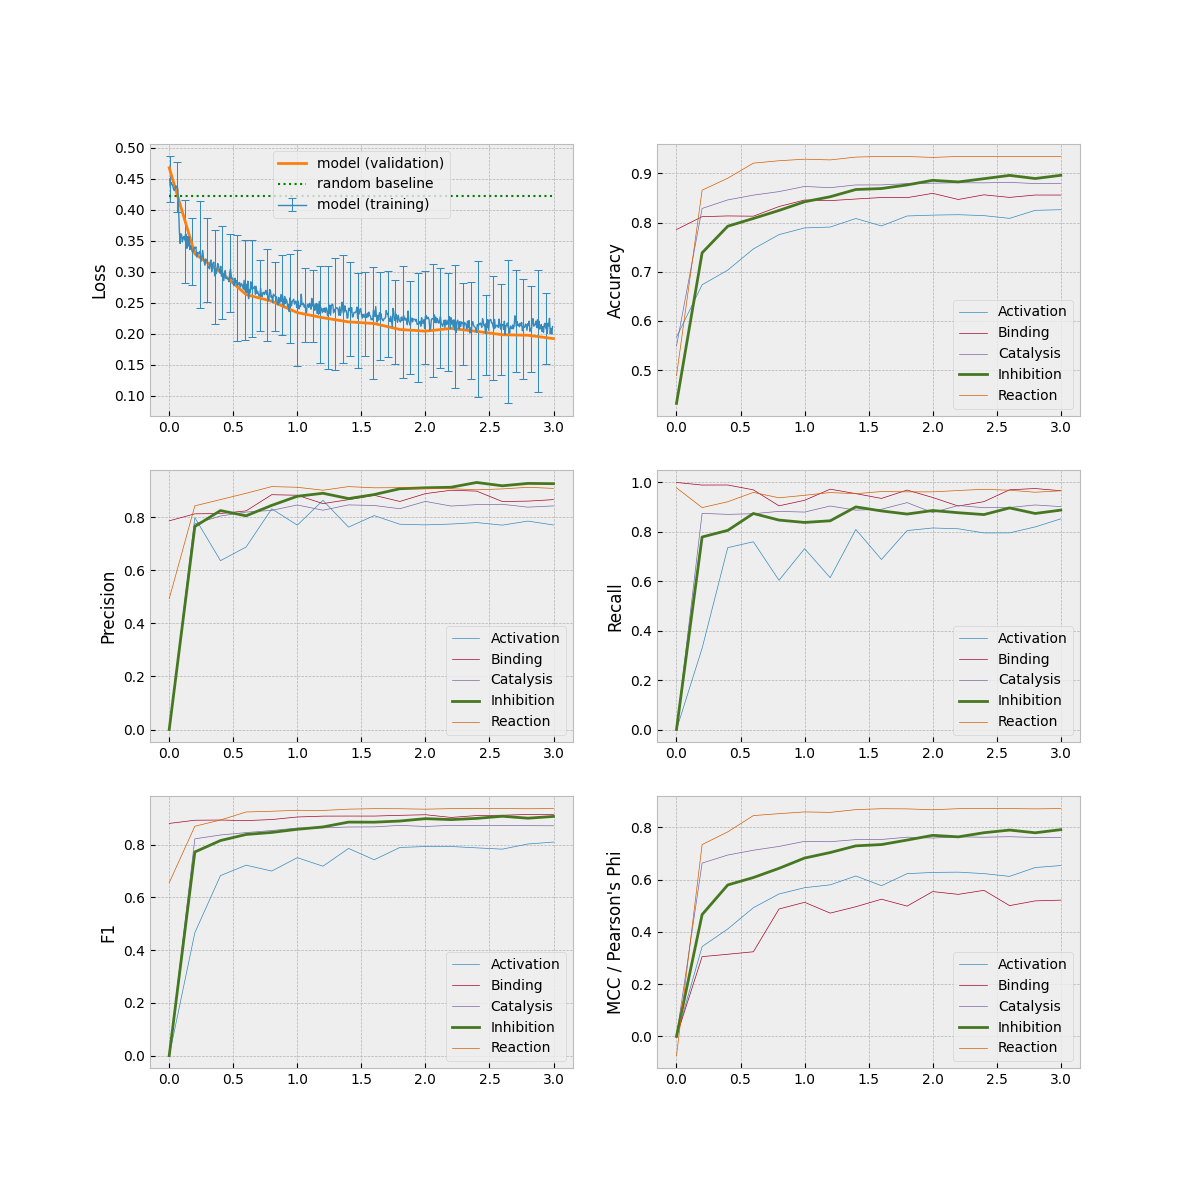 Loss
0.50
0.45
0.40
0.35
0.30
0.25
0.20
0.15
0.10
model (validation)
random baseline
model (training)
0.0 0.5 1.0 1.5 2.0 2.5 3.0
Accuracy
0.9
0.8
0.7
0.6
0.5
Activation
Binding
Catalysis
Inhibition
Reaction
0.0 0.5 1.0 1.5 2.0 2.5 3.0
Precision
0.8
0.6
0.4
0.2
0.0
Activation
Binding
Catalysis
Inhibition
Reaction
0.0 0.5 1.0 1.5 2.0 2.5 3.0
Recall
1.0
0.8
0.6
0.4
0.2
0.0
Activation
Binding
Catalysis
Inhibition
Reaction
0.0 0.5 1.0 1.5 2.0 2.5 3.0
F1
0.8
0.6
0.4
0.2
0.0
Activation
Binding
Catalysis
Inhibition
Reaction
0.0 0.5 1.0 1.5 2.0 2.5 3.0
MCC / Pearson's Phi
0.8
0.6
0.4
0.2
0.0
Activation
Binding
Catalysis
Inhibition
Reaction
0.0 0.5 1.0 1.5 2.0 2.5 3.0